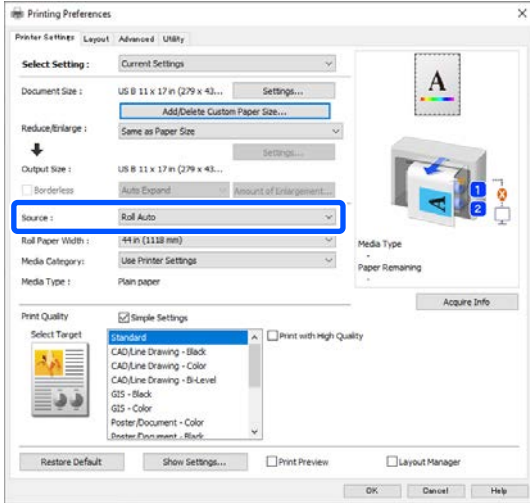 Printing Preferences
Printer Settings Layout Advanced Utility
Select Setting : Current Settings
Document Size : US B 11 x 17 in (279 x 43... Settings...
Add/Delete Custom Paper Size...
Reduce/Enlarge : Same as Paper Size
Settings...
Output Size : US B 11 x 17 in (279 x 43...
Borderless Auto Expand Amount of Enlargement...
Source : Roll Auto
Roll Paper Width : 44 in (1118 mm)
Media Category: Use Printer Settings
Media Type : Plain paper
A
A
1
2
Media Type
-
Paper Remaining
-
Acquire Info
Print Quality Simple Settings
Select Target
Standard
CAD/Line Drawing - Black
CAD/Line Drawing - Color
CAD/Line Drawing - Bi-Level
GIS - Black
GIS - Color
Poster/Document - Color
Poster/Document - Black
Print with High Quality
Restore Default Show Settings... Print Preview Layout Manager
OK Cancel Help